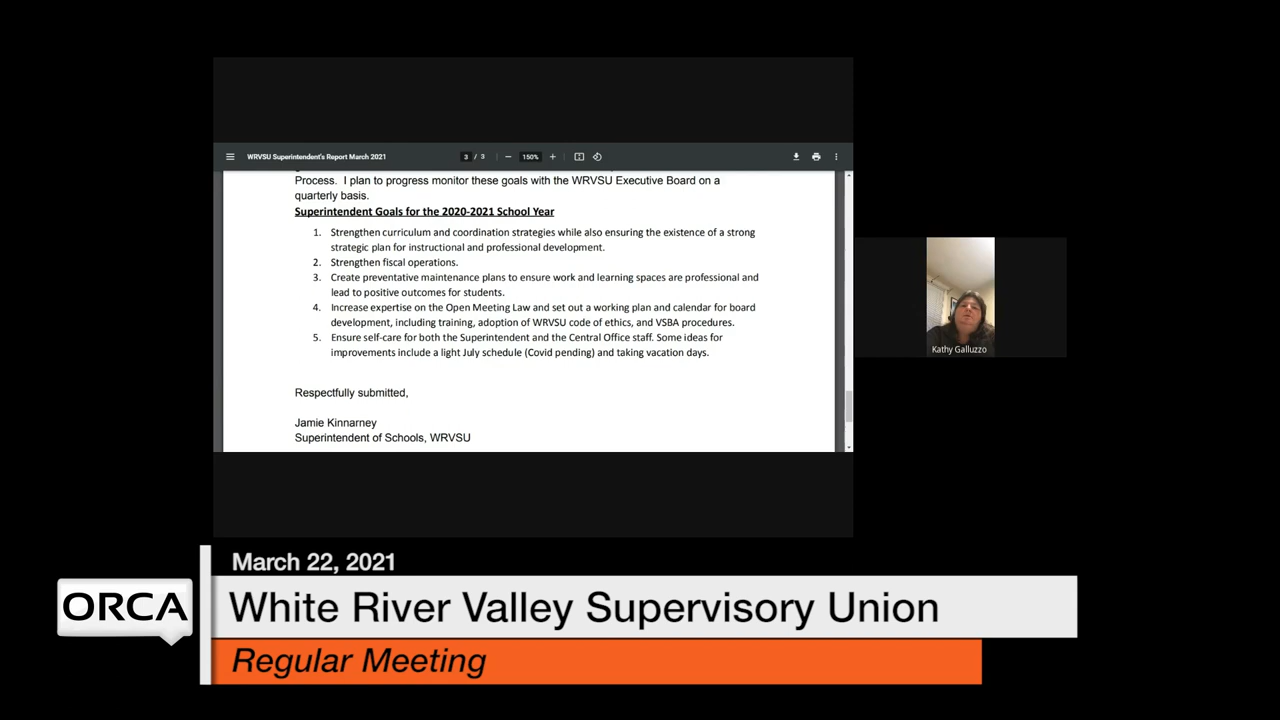 WRVSU Superintendent's Report March 2021
3 / 3
150%
Process. I plan to progress monitor these goals with the WRVSU Executive Board on a
quarterly basis.
Superintendent Goals for the 2020-2021 School Year
1. Strengthen curriculum and coordination strategies while also ensuring the existence of a strong
strategic plan for instructional and professional development.
2. Strengthen fiscal operations.
3. Create preventative maintenance plans to ensure work and learning spaces are professional and
lead to positive outcomes for students.
4. Increase expertise on the Open Meeting Law and set out a working plan and calendar for board
development, including training, adoption of WRVSU code of ethics, and VSBA procedures.
5. Ensure self-care for both the Superintendent and the Central Office staff. Some ideas for
improvements include a light July schedule (Covid pending) and taking vacation days.
Respectfully submitted,
Jamie Kinnarney
Superintendent of Schools, WRVSU
Kathy Galluzzo
March 22, 2021
ORCA
White River Valley Supervisory Union
Regular Meeting